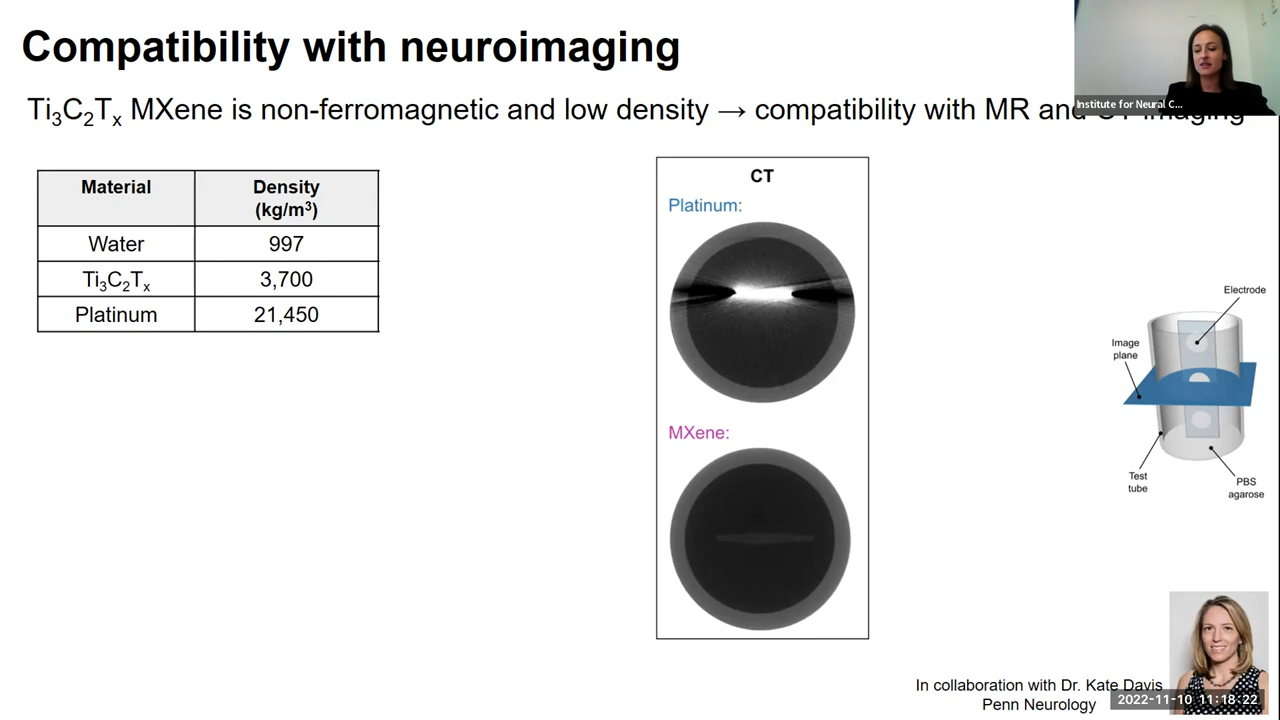 Compatibility with neuroimaging
Institute for Neural C...
Ti₃C₂Tₓ MXene is non-ferromagnetic and low density → compatibility with MR and CT imaging
Material Density (kg/m³)
Water 997
Ti₃C₂Tₓ 3,700
Platinum 21,450
CT
Platinum:
MXene:
Electrode
Image
plane
Test
tube
PBS
agarose
In collaboration with Dr. Kate Davis
Penn Neurology
2022-11-10 11:18:22